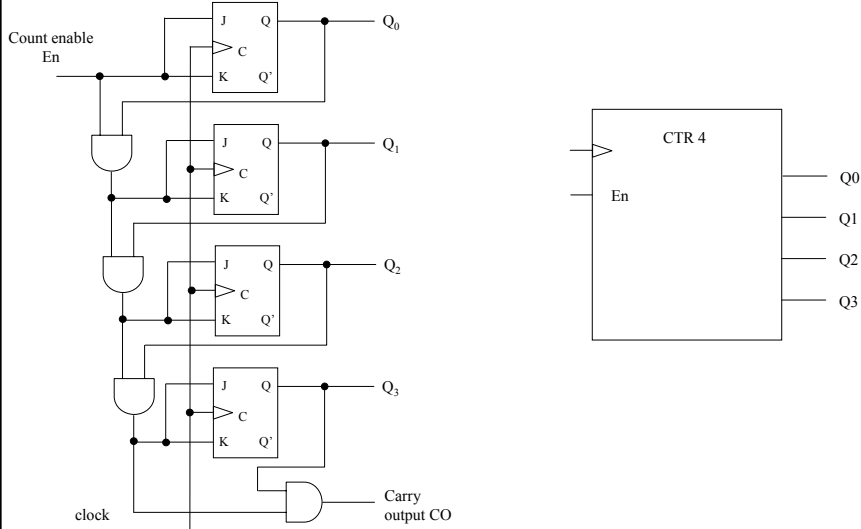 Count enable
En
J
Q
Q₀
C
K
Q'
J
Q
Q₁
C
K
Q'
J
Q
Q₂
C
K
Q'
J
Q
Q₃
C
K
Q'
Carry
output CO
clock
CTR 4
En
Q0
Q1
Q2
Q3